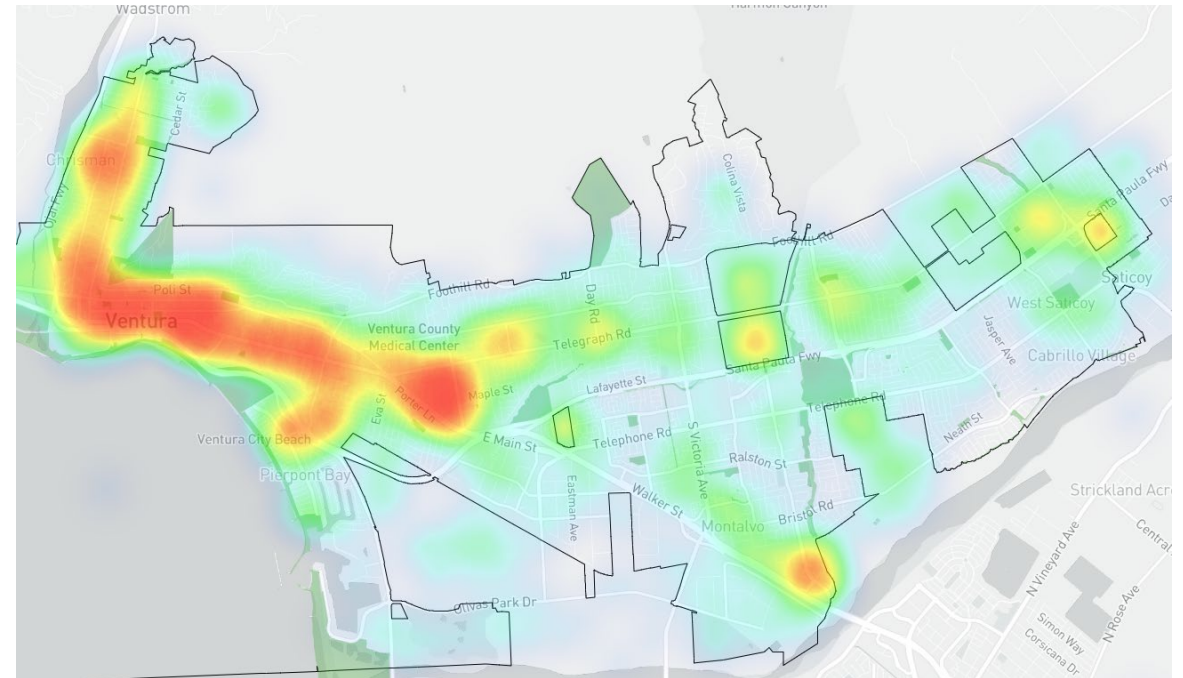 Wadstrom
Cedar St
Chrisman
Ojai Fwy
Colina Vista
Foothill Rd
Santa Paula Fwy
Saticoy
Poli St
Ventura
Foothill Rd
Day Rd
West Saticoy
Ventura County
Medical Center
Telegraph Rd
Jasper Ave
Cabrillo Village
Santa Paula Fwy
Maple St
Lafayette St
Porter Ln
Eva St
Telephone Rd
Ventura City Beach
E Main St
Telephone Rd
S Victoria Ave
Neath St
Pierpont Bay
Ralston St
Eastman Ave
Walker St
Bristol Rd
Montalvo
Strickland Acre
Central
N Vineyard Ave
Olivas Park Dr
N Rose Ave
Simon Way
Corsicana Dr